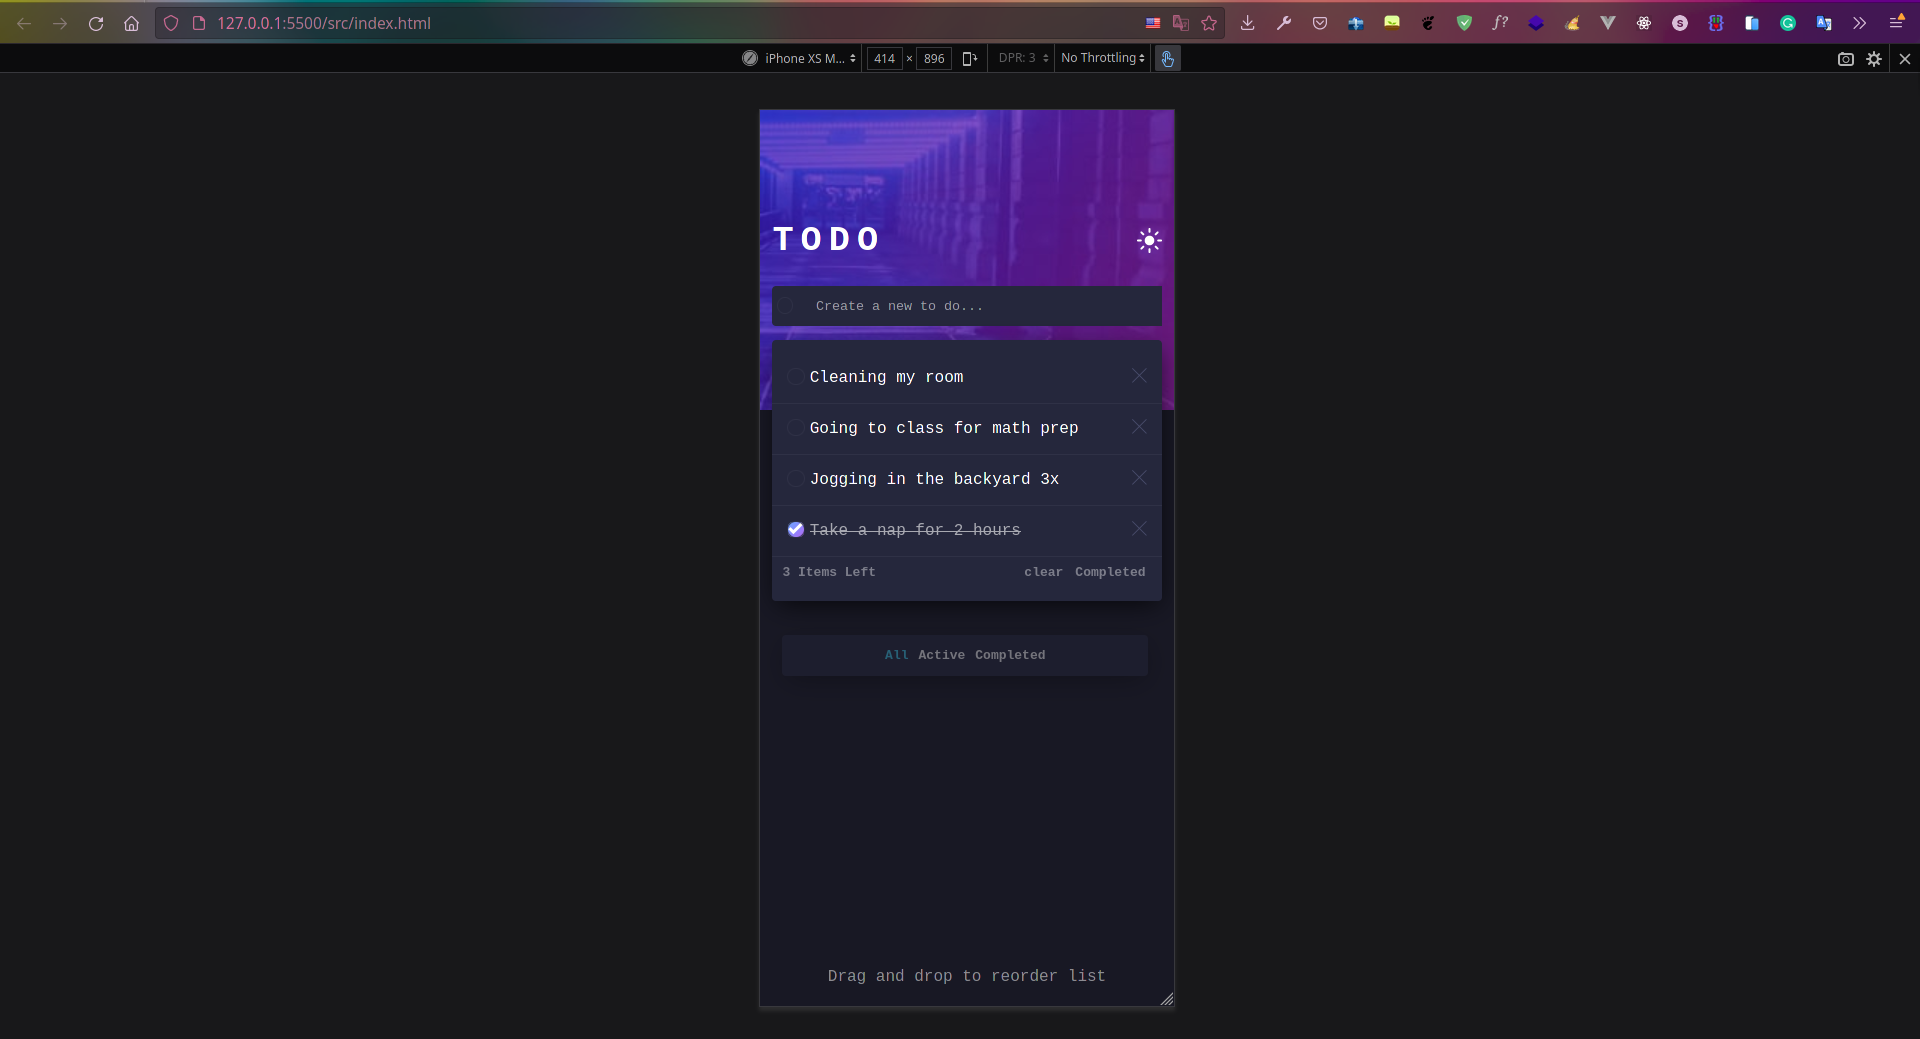 127.0.0.1:5500/src/index.html
iPhone XS M... 414 × 896 DPR: 3 No Throttling
TODO
Create a new to do...
Cleaning my room
Going to class for math prep
Jogging in the backyard 3x
Take a nap for 2 hours
3 Items Left clear Completed
All Active Completed
Drag and drop to reorder list